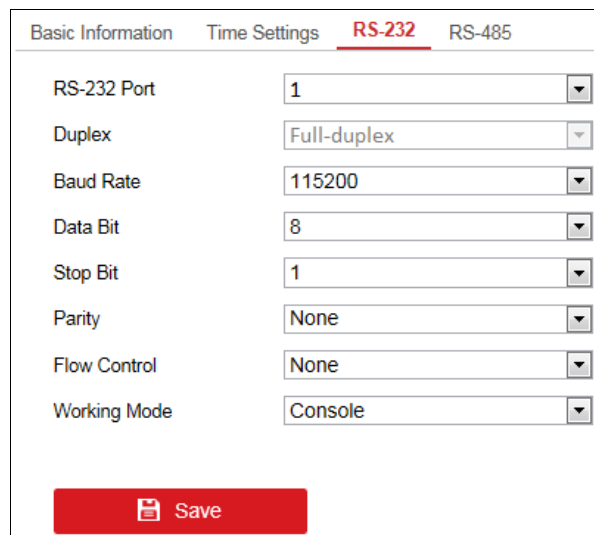 Basic Information Time Settings RS-232 RS-485
RS-232 Port 1
Duplex Full-duplex
Baud Rate 115200
Data Bit 8
Stop Bit 1
Parity None
Flow Control None
Working Mode Console
Save